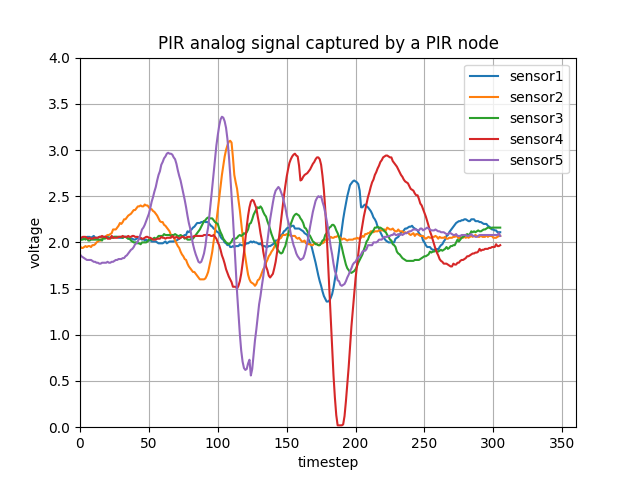 PIR analog signal captured by a PIR node
4.0
3.5
3.0
2.5
2.0
1.5
1.0
0.5
0.0
voltage
0 50 100 150 200 250 300 350
timestep
sensor1
sensor2
sensor3
sensor4
sensor5